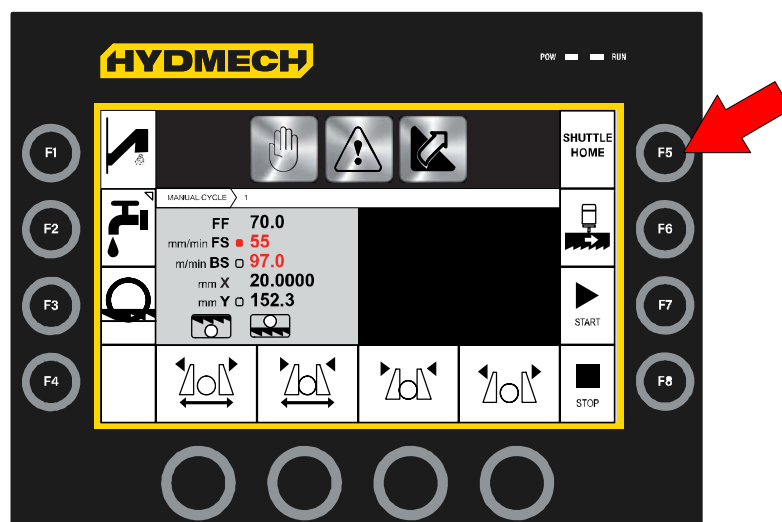 HYDMECH
POW RUN
F1
F2
F3
F4
SHUTTLE
HOME
F5
F6
START
F7
STOP
F8
MANUAL CYCLE 1
FF 70.0
mm/min FS 55
m/min BS 97.0
mm X 20.0000
mm Y 152.3